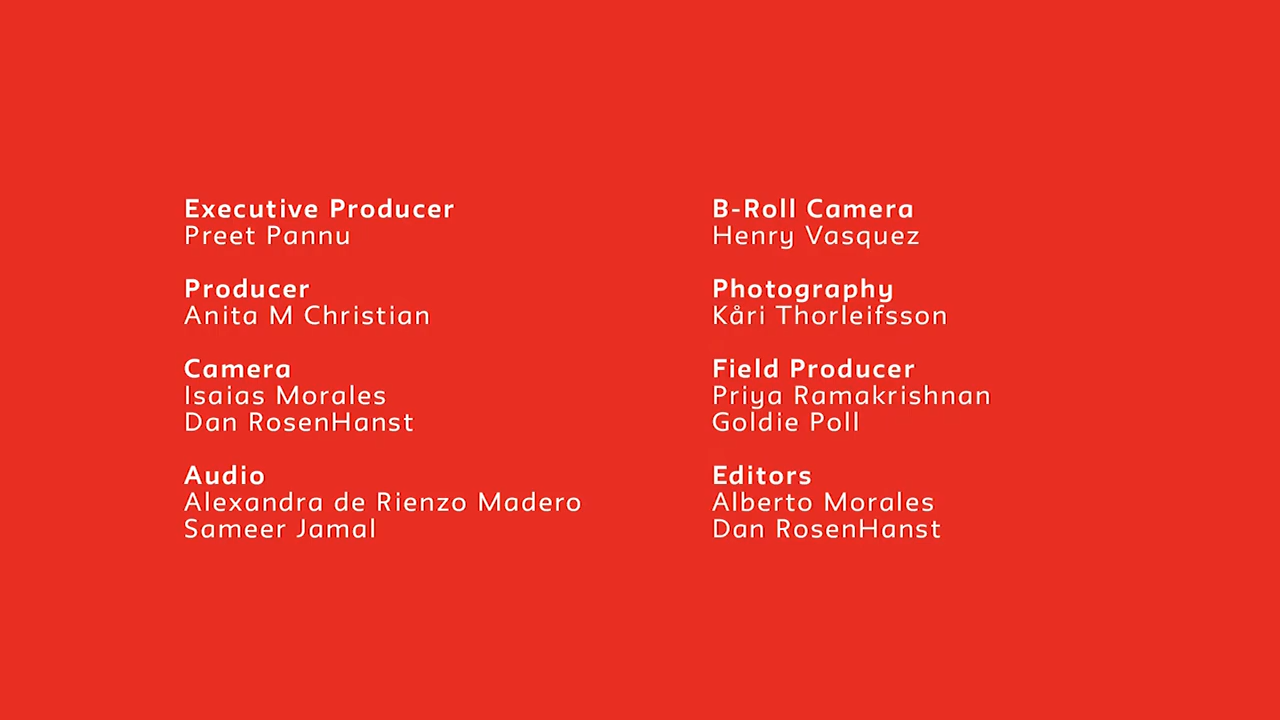 Executive Producer
Preet Pannu
Producer
Anita M Christian
Camera
Isaias Morales
Dan RosenHanst
Audio
Alexandra de Rienzo Madero
Sameer Jamal
B-Roll Camera
Henry Vasquez
Photography
Kåri Thorleifsson
Field Producer
Priya Ramakrishnan
Goldie Poll
Editors
Alberto Morales
Dan RosenHanst